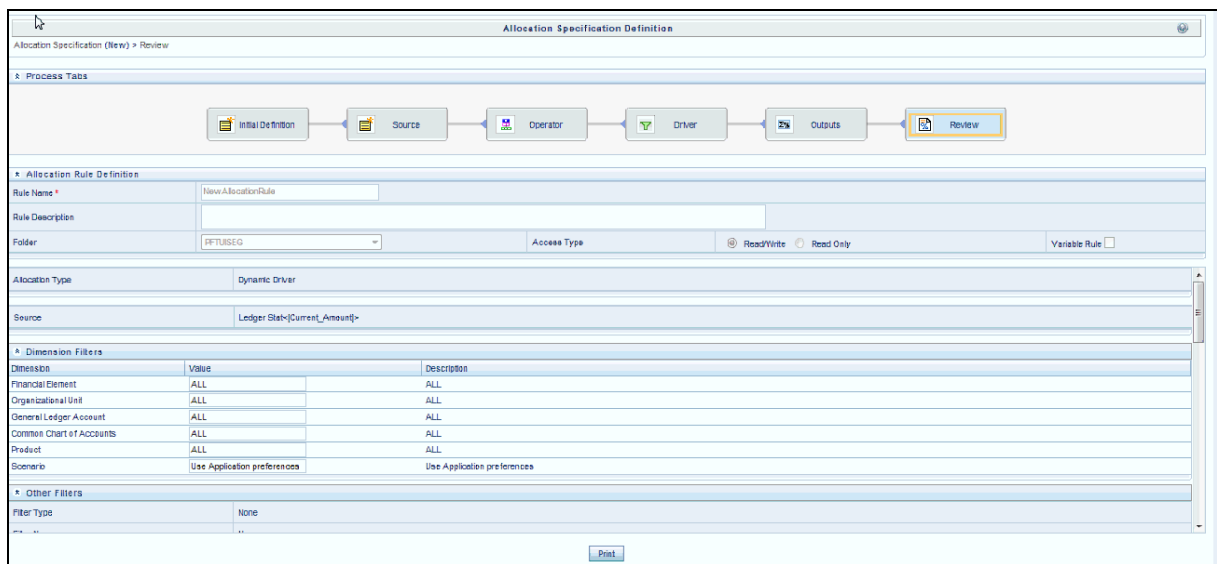 Allocation Specification Definition
Allocation Specification (New) > Review
Process Tabs
Initial Definition
Source
Operator
Driver
Outputs
Review
Allocation Rule Definition
Rule Name *
New AllocationRule
Rule Description
Folder
PFTUISEG
Access Type
Read/Write
Read Only
Variable Rule
Allocation Type
Dynamic Driver
Source
Ledger Stat<|Current_Amount|>
Dimension Filters
Dimension Value Description
Financial Element ALL ALL
Organizational Unit ALL ALL
General Ledger Account ALL ALL
Common Chart of Accounts ALL ALL
Product ALL ALL
Scenario Use Application preferences Use Application preferences
Other Filters
Filter Type None
Print